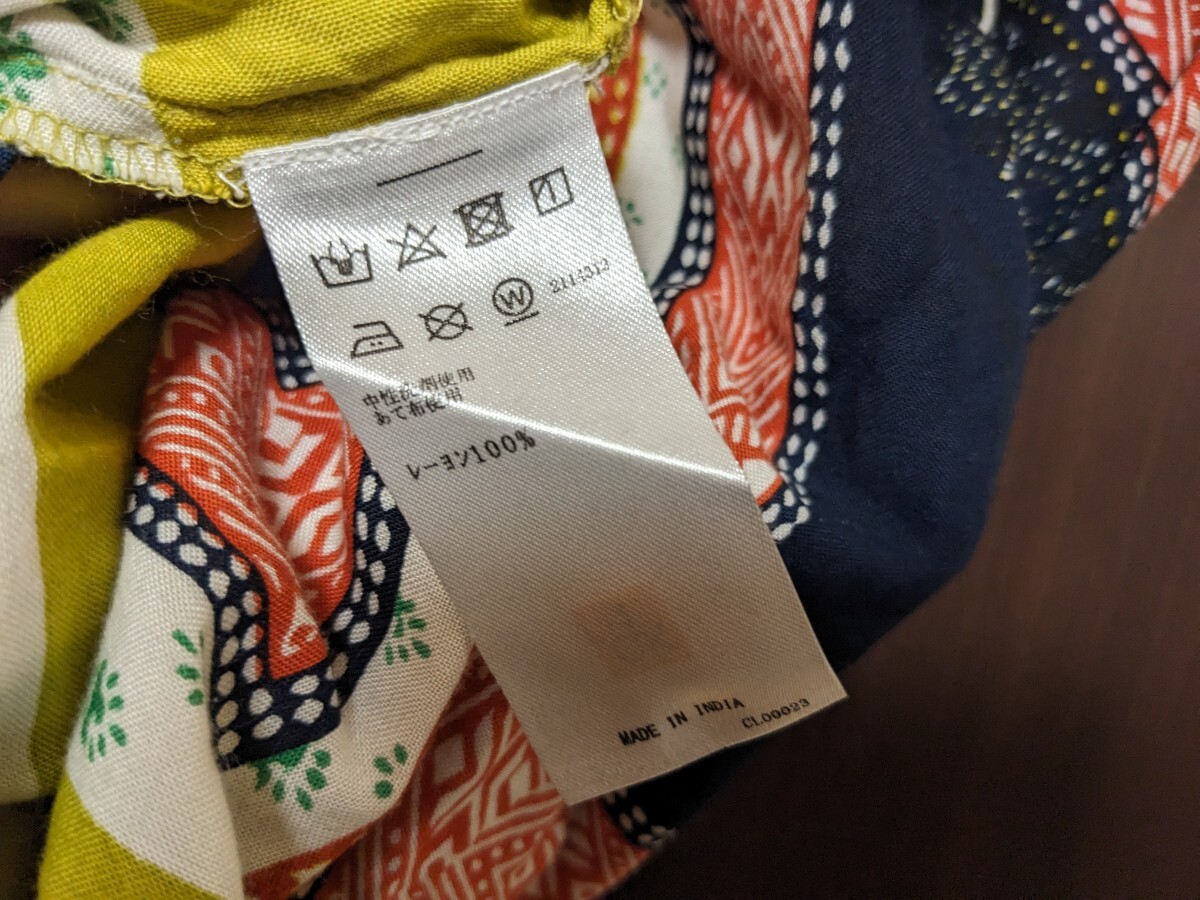 W
2114313
中性洗剤使用
あて布使用
レーヨン100%
MADE IN INDIA
CL00023